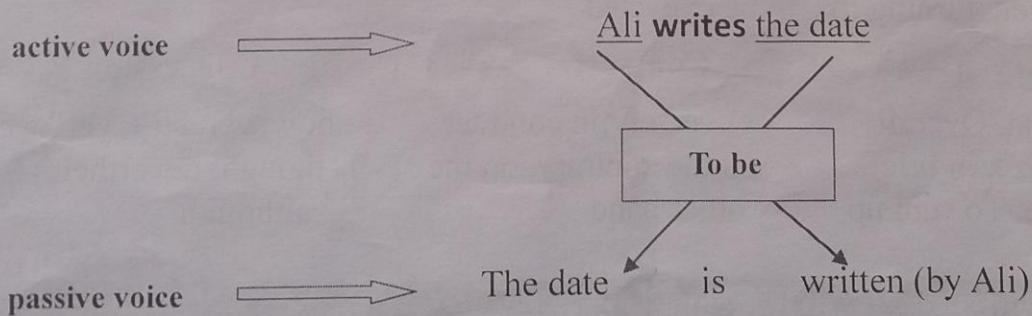 active voice Ali writes the date
To be
passive voice The date is written (by Ali)